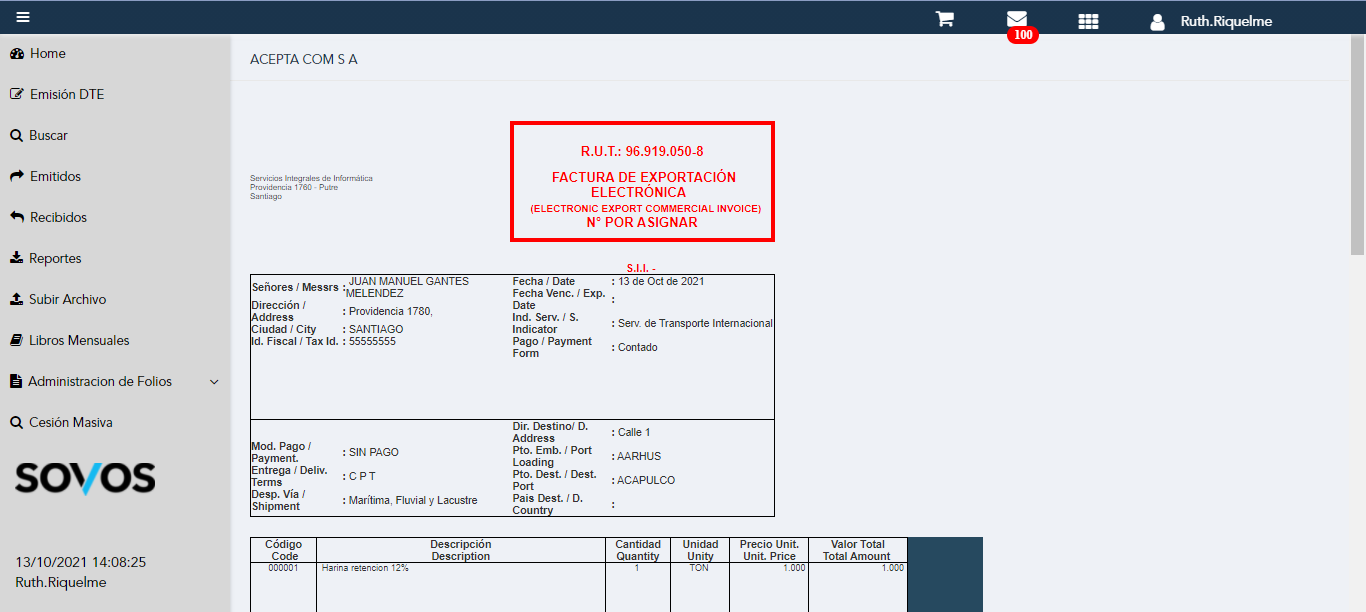 Ruth.Riquelme
100
Home
Emisión DTE
Buscar
Emitidos
Recibidos
Reportes
Subir Archivo
Libros Mensuales
Administracion de Folios
Cesión Masiva
SOVOS
13/10/2021 14:08:25
Ruth.Riquelme
ACEPTA COM S A
Servicios Integrales de Informática
Providencia 1760 - Putre
Santiago
R.U.T.: 96.919.050-8
FACTURA DE EXPORTACIÓN
ELECTRÓNICA
(ELECTRONIC EXPORT COMMERCIAL INVOICE)
N° POR ASIGNAR
S.I.I. -
Señores / Messrs : JUAN MANUEL GANTES
MELENDEZ
Dirección /
Address : Providencia 1780,
Ciudad / City : SANTIAGO
Id. Fiscal / Tax Id. : 55555555
Fecha / Date : 13 de Oct de 2021
Fecha Venc. / Exp.
Date :
Ind. Serv. / S.
Indicator : Serv. de Transporte Internacional
Pago / Payment
Form : Contado
Mod. Pago /
Payment. : SIN PAGO
Entrega / Deliv.
Terms : C P T
Desp. Vía /
Shipment : Marítima, Fluvial y Lacustre
Dir. Destino/ D.
Address : Calle 1
Pto. Emb. / Port
Loading : AARHUS
Pto. Dest. / Dest.
Port : ACAPULCO
Pais Dest. / D.
Country :
Código Descripción Cantidad Unidad Precio Unit. Valor Total
Code Description Quantity Unity Unit. Price Total Amount
000001 Harina retencion 12% 1 TON 1.000 1.000